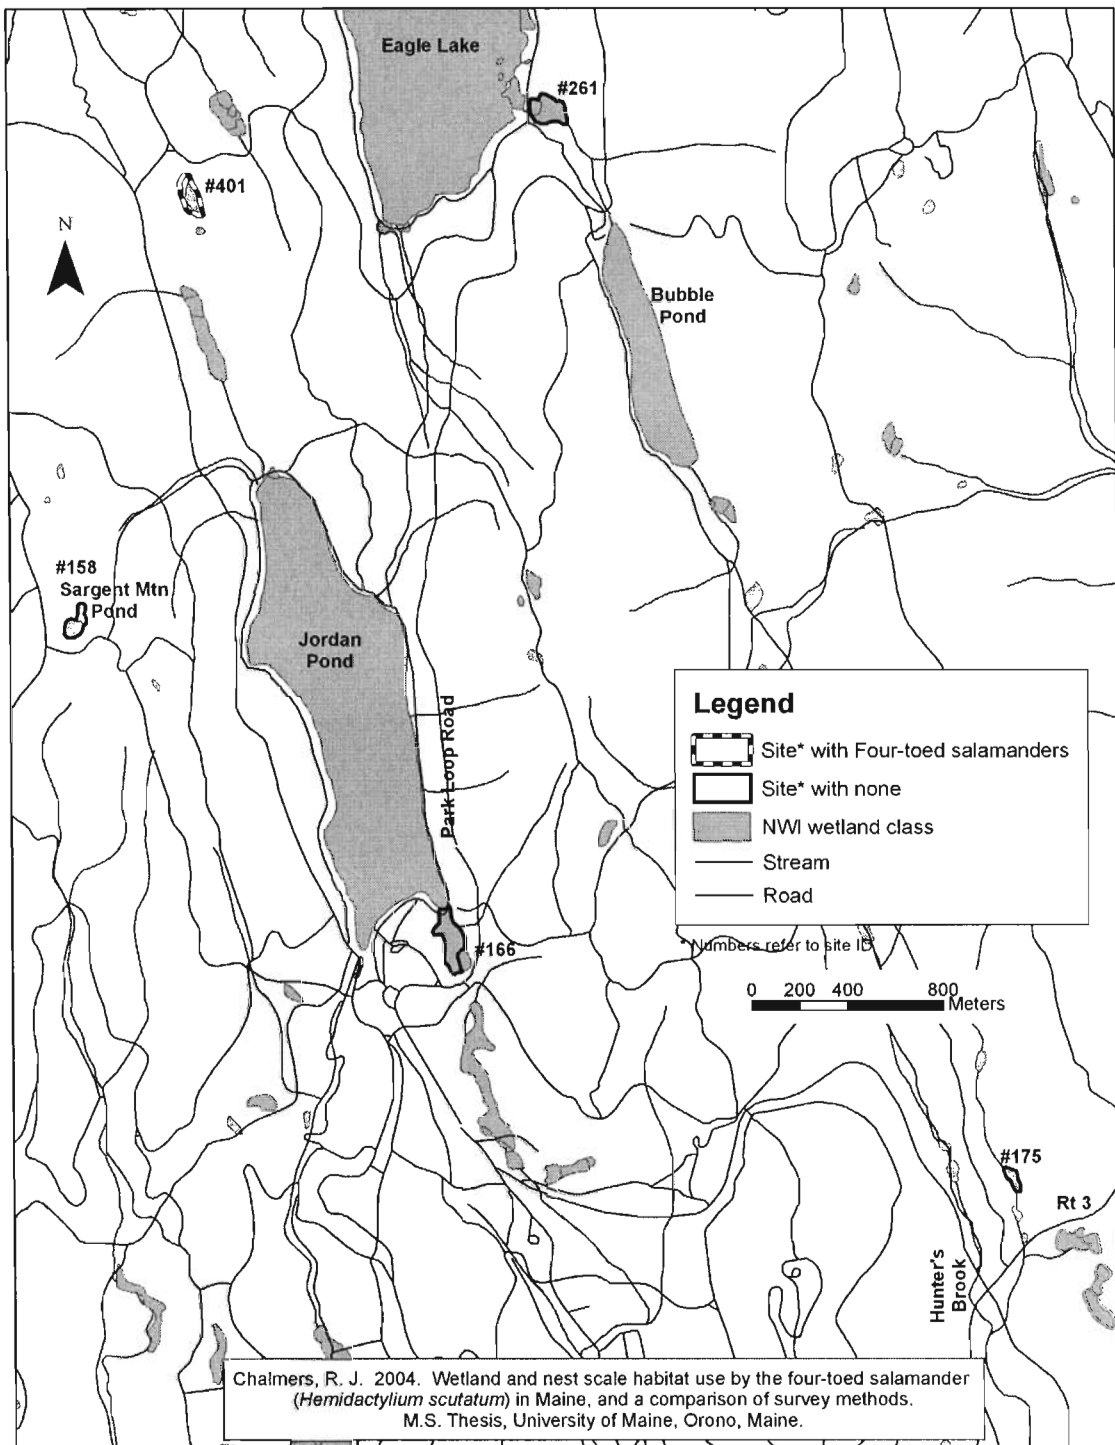 Eagle Lake
#261
#401
N
Bubble
Pond
#158
Sargent Mtn
Pond
Jordan
Pond
Park Loop Road
Legend
Site* with Four-toed salamanders
Site* with none
NWI wetland class
Stream
Road
* Numbers refer to site ID
#166
0 200 400 800 Meters
#175
Rt 3
Hunter's
Brook
Chalmers, R. J. 2004. Wetland and nest scale habitat use by the four-toed salamander
(Hemidactylium scutatum) in Maine, and a comparison of survey methods.
M.S. Thesis, University of Maine, Orono, Maine.